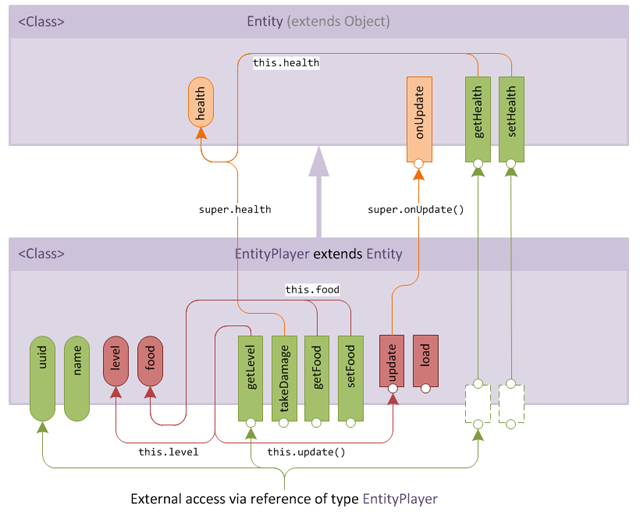 <Class>
Entity (extends Object)
this.health
health
onUpdate
getHealth
setHealth
super.health
super.onUpdate()
<Class>
EntityPlayer extends Entity
this.food
uuid
name
level
food
getLevel
takeDamage
getFood
setFood
update
load
this.level
this.update()
External access via reference of type EntityPlayer